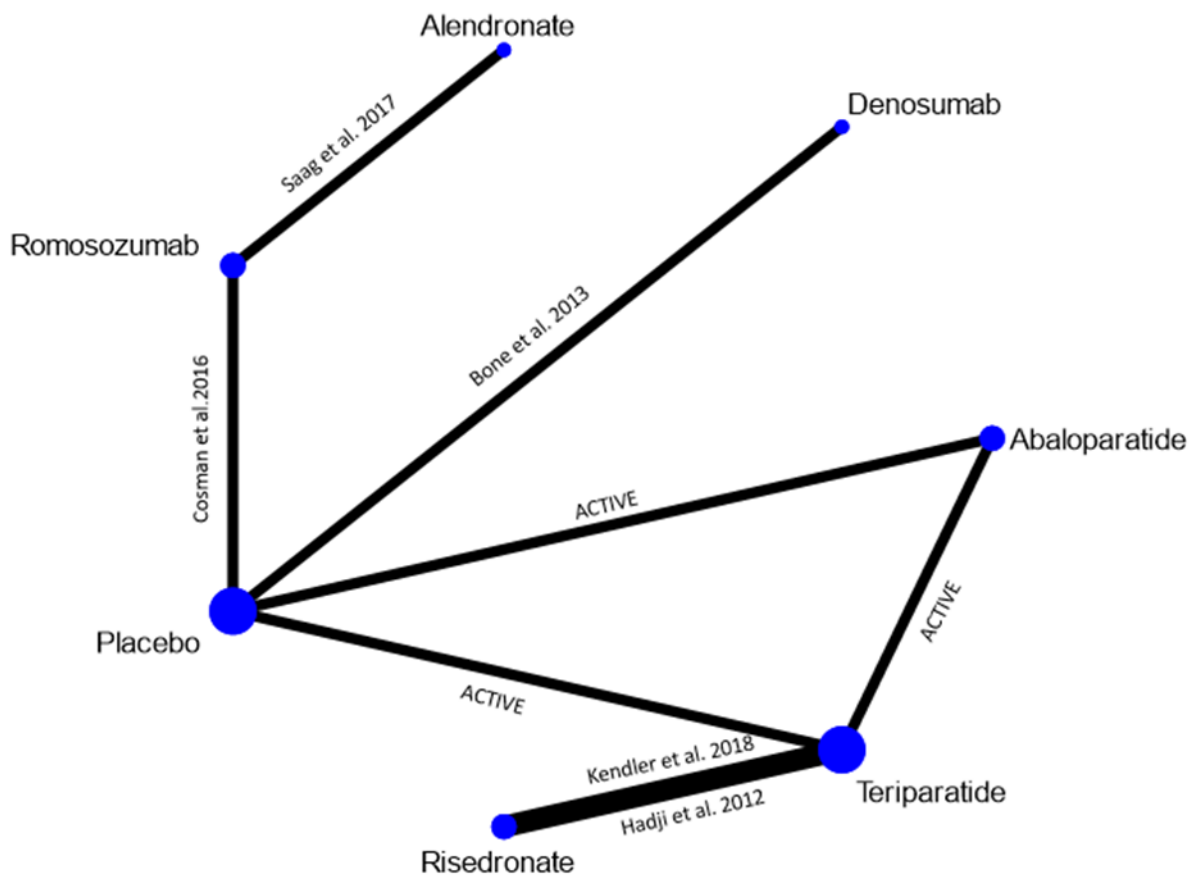 Alendronate
Saag et al. 2017
Denosumab
Romosozumab
Bone et al. 2013
Cosman et al.2016
Abaloparatide
ACTIVE
ACTIVE
Placebo
ACTIVE
Kendler et al. 2018
Hadji et al. 2012
Teriparatide
Risedronate